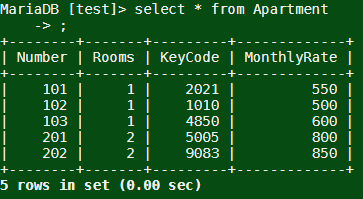 MariaDB [test]> select * from Apartment
    -> ;
+--------+-------+---------+-------------+
| Number | Rooms | KeyCode | MonthlyRate |
+--------+-------+---------+-------------+
|    101 |     1 |    2021 |         550 |
|    102 |     1 |    1010 |         500 |
|    103 |     1 |    4850 |         600 |
|    201 |     2 |    5005 |         800 |
|    202 |     2 |    9083 |         850 |
+--------+-------+---------+-------------+
5 rows in set (0.00 sec)